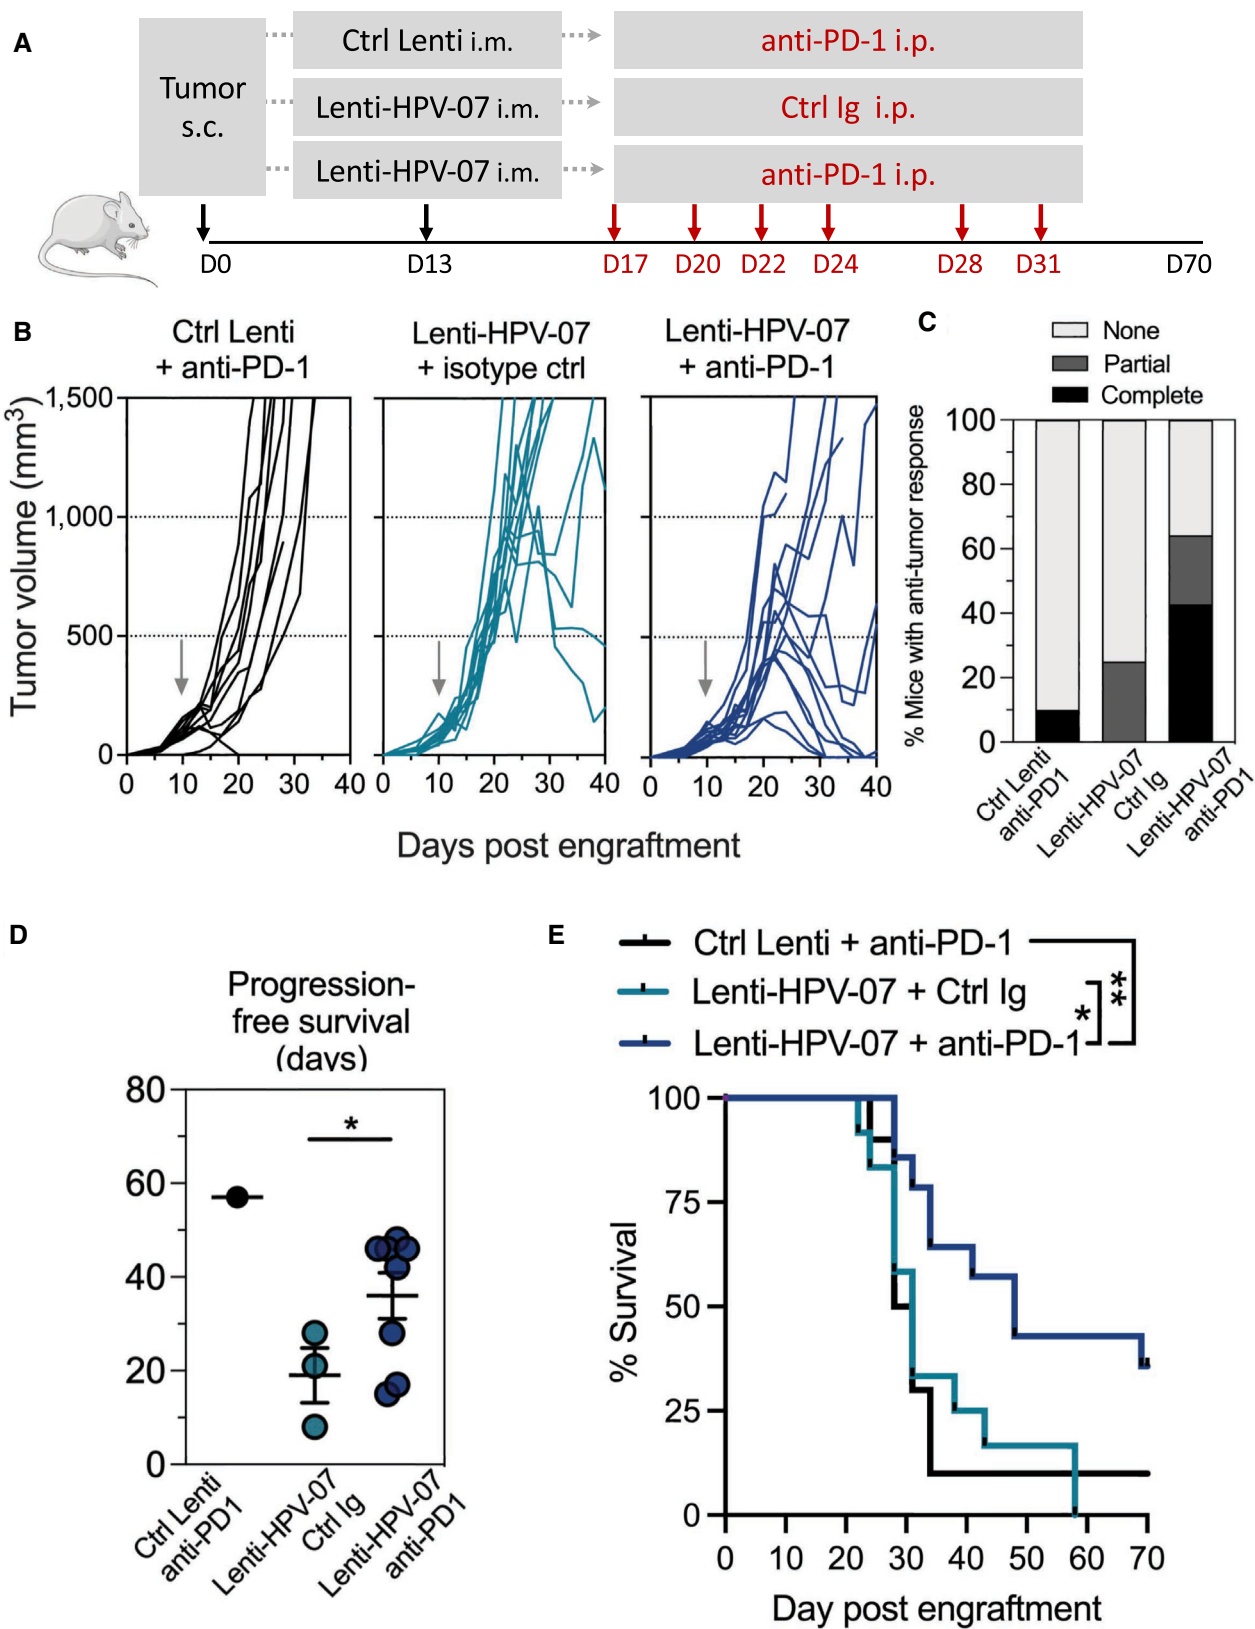 A
Tumor
s.c.
Ctrl Lenti i.m.
anti-PD-1 i.p.
Lenti-HPV-07 i.m.
Ctrl Ig i.p.
Lenti-HPV-07 i.m.
anti-PD-1 i.p.
D0 D13 D17 D20 D22 D24 D28 D31 D70
B
Ctrl Lenti
+ anti-PD-1
Lenti-HPV-07
+ isotype ctrl
Lenti-HPV-07
+ anti-PD-1
Tumor volume (mm³)
1,500
1,000
500
0
0 10 20 30 40
0 10 20 30 40
0 10 20 30 40
Days post engraftment
C
None
Partial
Complete
% Mice with anti-tumor response
100
80
60
40
20
0
Ctrl Lenti
anti-PD1
Lenti-HPV-07
Ctrl Ig
Lenti-HPV-07
anti-PD1
D
Progression-
free survival
(days)
80
60
40
20
0
*
Ctrl Lenti
anti-PD1
Lenti-HPV-07
Ctrl Ig
Lenti-HPV-07
anti-PD1
E
Ctrl Lenti + anti-PD-1
Lenti-HPV-07 + Ctrl Ig
Lenti-HPV-07 + anti-PD-1
*
**
% Survival
100
75
50
25
0
0 10 20 30 40 50 60 70
Day post engraftment